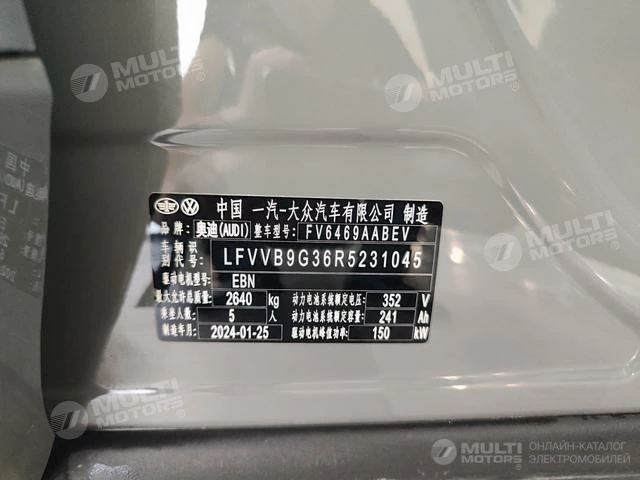 MULTI MOTORS®
MULTI MOTORS®
中国 一汽-大众汽车有限公司 制造
品牌: 奥迪(AUDI) 整车型号: FV6469AABEV
车辆识别代号: LFVVB9G36R5231045
驱动电机型号: EBN
最大允许总质量: 2640 kg 动力电池系统额定电压: 352 V
乘坐人数: 5 人 动力电池系统额定容量: 241 Ah
制造年月: 2024-01-25 驱动电机峰值功率: 150 kW
MULTI MOTORS®
MULTI MOTORS®
MULTI MOTORS®
ОНЛАЙН-КАТАЛОГ
ЭЛЕКТРОМОБИЛЕЙ